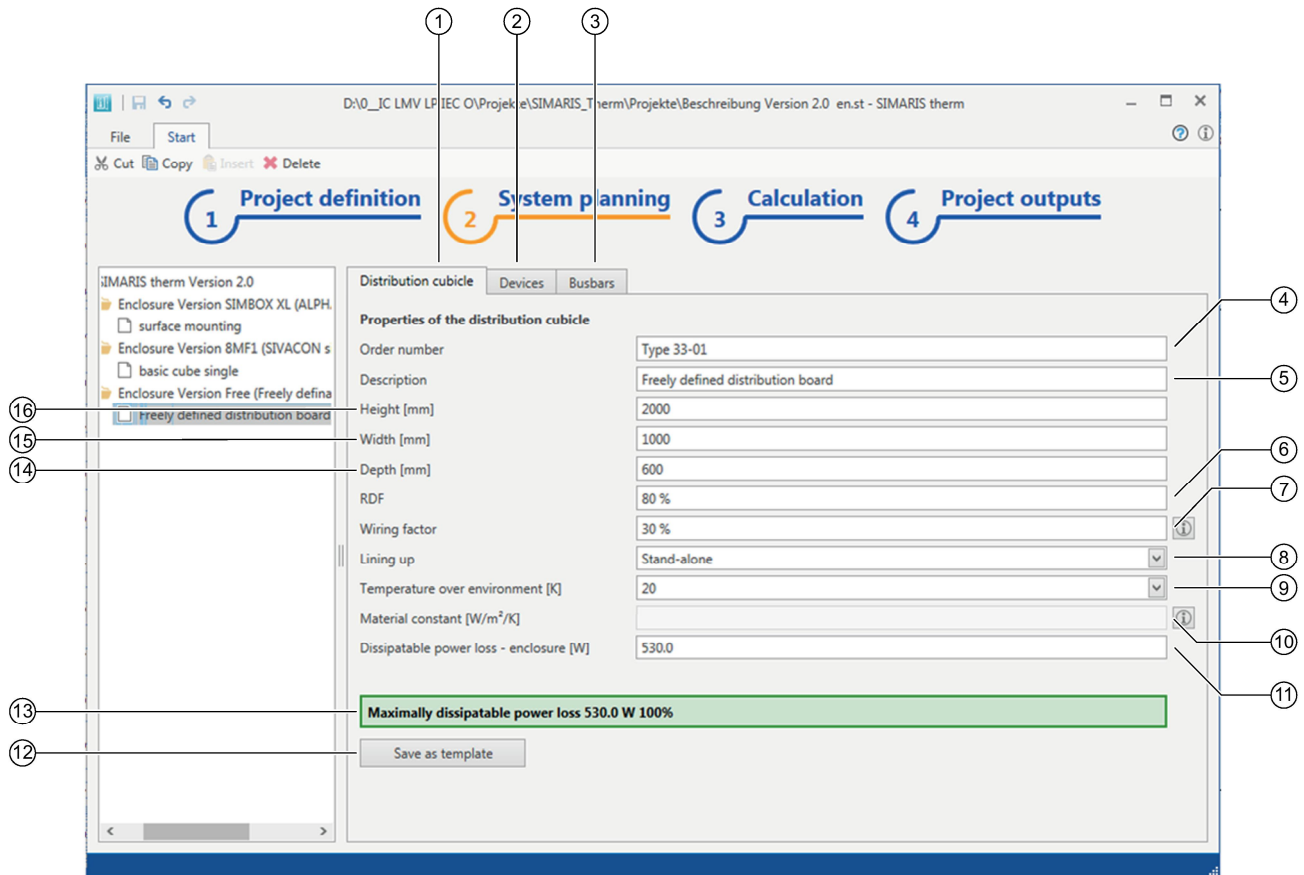 1 2 3
D:\0__IC LMV LP IEC O\Projekte\SIMARIS_Therm\Projekte\Beschreibung Version 2.0 en.st - SIMARIS therm
File Start
Cut Copy Insert Delete
1 Project definition 2 System planning 3 Calculation 4 Project outputs
SIMARIS therm Version 2.0
Enclosure Version SIMBOX XL (ALPH.
surface mounting
Enclosure Version 8MF1 (SIVACON s
basic cube single
Enclosure Version Free (Freely defina
Freely defined distribution board
Distribution cubicle Devices Busbars
Properties of the distribution cubicle
Order number Type 33-01 4
Description Freely defined distribution board 5
16 Height [mm] 2000
15 Width [mm] 1000
14 Depth [mm] 600
RDF 80 % 6
Wiring factor 30 % 7
Lining up Stand-alone 8
Temperature over environment [K] 20 9
Material constant [W/m²/K] 10
Dissipatable power loss - enclosure [W] 530.0 11
13 Maximally dissipatable power loss 530.0 W 100%
12 Save as template